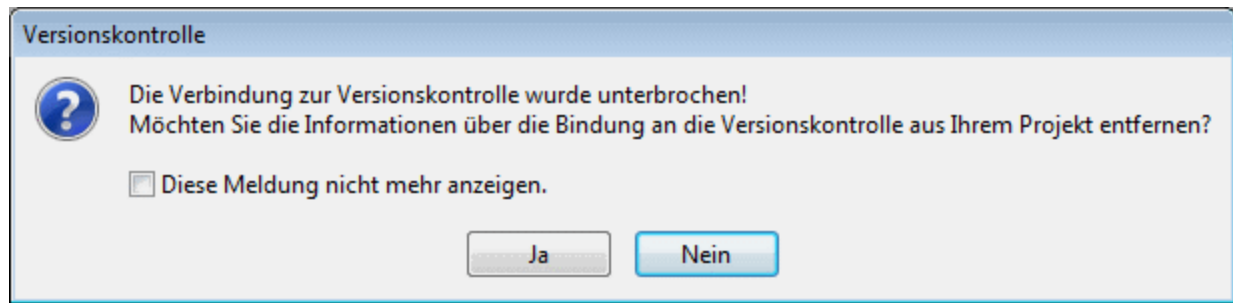 Versionskontrolle
Die Verbindung zur Versionskontrolle wurde unterbrochen!
Möchten Sie die Informationen über die Bindung an die Versionskontrolle aus Ihrem Projekt entfernen?
Diese Meldung nicht mehr anzeigen.
Ja
Nein